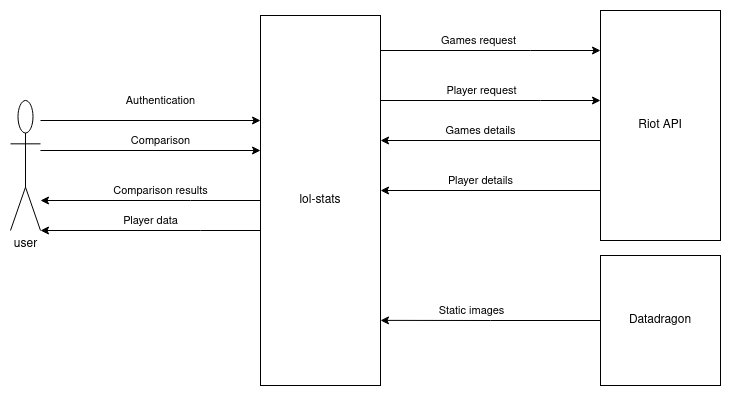 Games request
Player request
Authentication
Riot API
Games details
Comparison
Player details
Comparison results
lol-stats
Player data
user
Static images
Datadragon